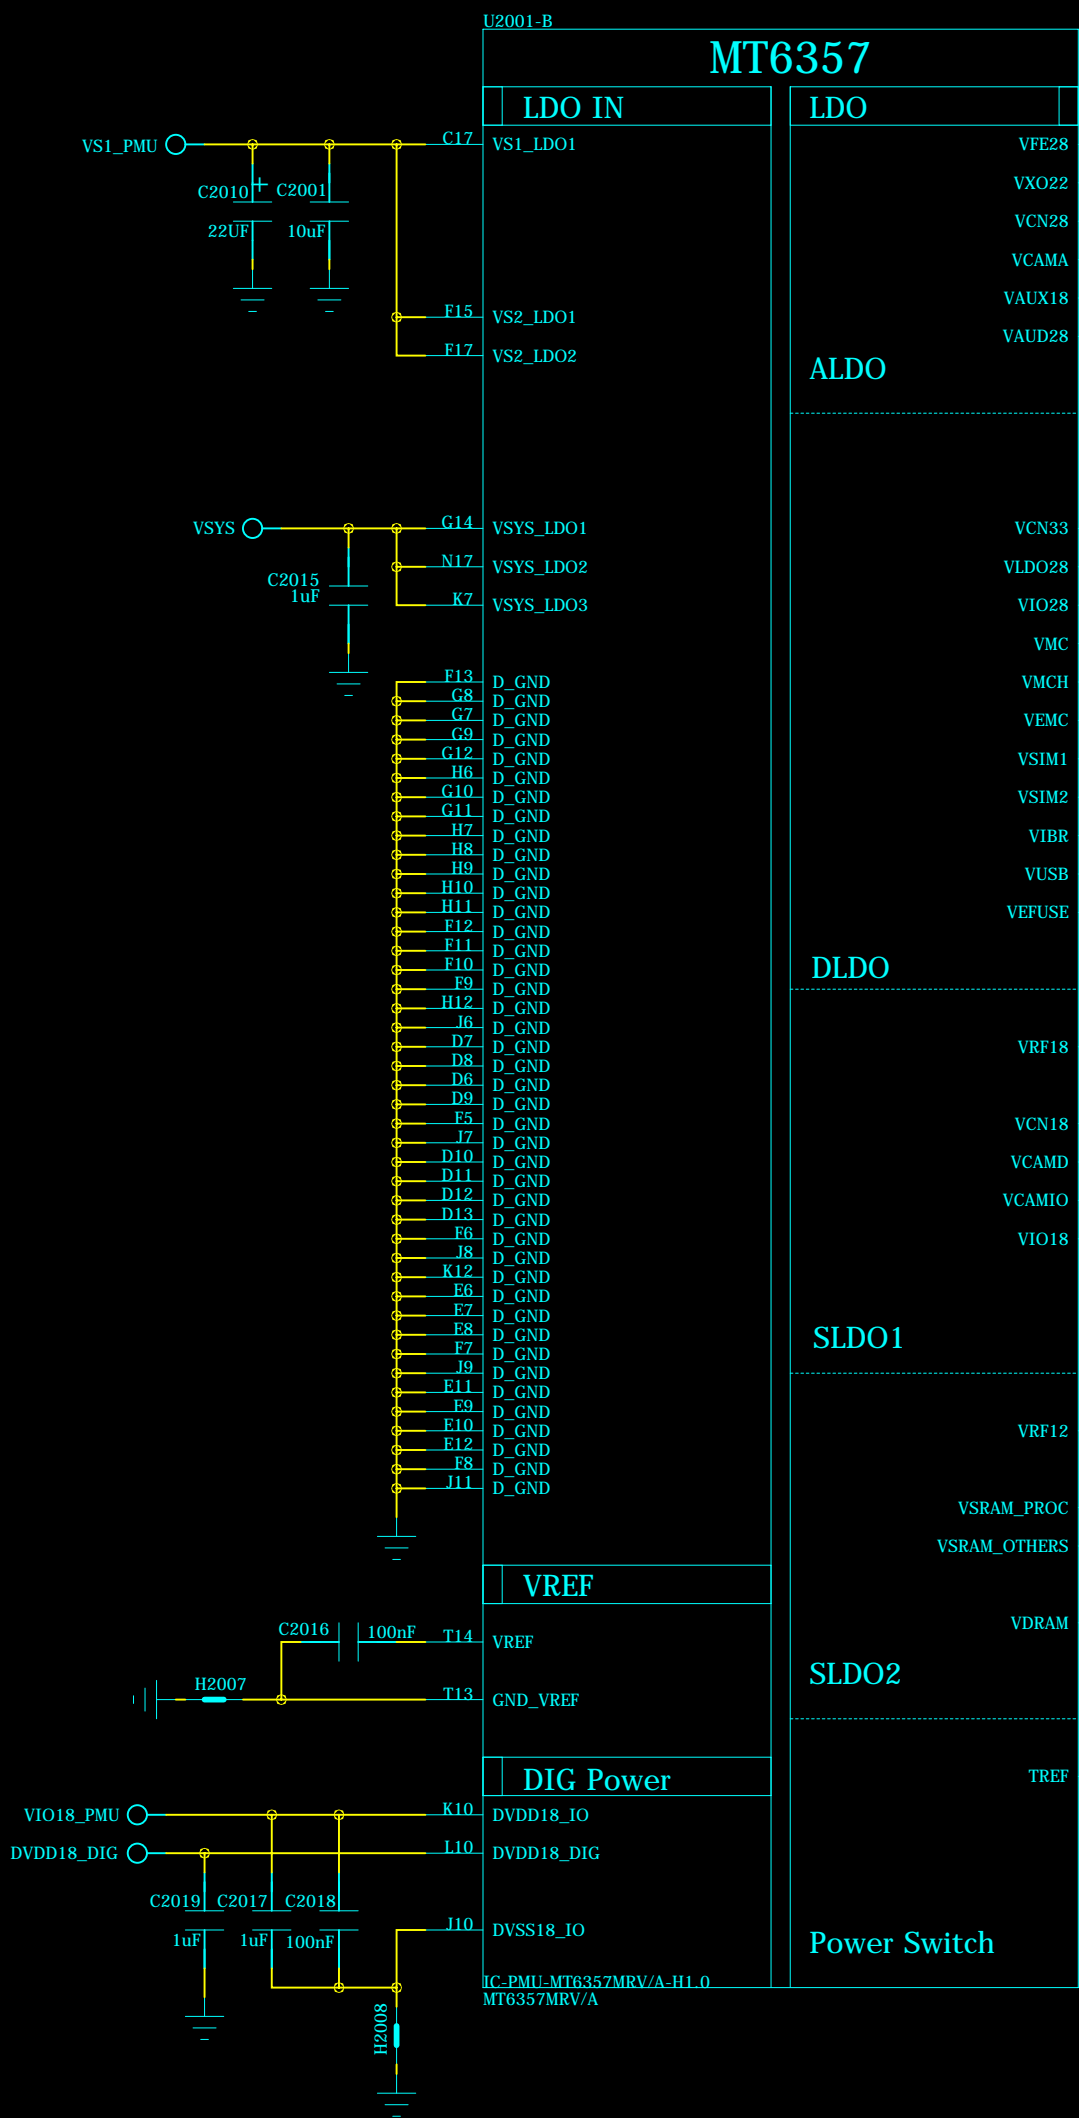 U2001-B
MT6357
LDO IN
LDO
VS1_PMU
C17
VS1_LDO1
VFE28
VXO22
C2010
+
C2001
22UF
10uF
VCN28
VCAMA
VAUX18
F15
VS2_LDO1
VAUD28
F17
VS2_LDO2
ALDO
VSYS
G14
VSYS_LDO1
VCN33
N17
VSYS_LDO2
VLDO28
C2015
1uF
K7
VSYS_LDO3
VIO28
VMC
F13 D_GND
VMCH
G8 D_GND
G7 D_GND
VEMC
G9 D_GND
G12 D_GND
VSIM1
H6 D_GND
G10 D_GND
VSIM2
G11 D_GND
H7 D_GND
VIBR
H8 D_GND
H9 D_GND
VUSB
H10 D_GND
H11 D_GND
VEFUSE
F12 D_GND
F11 D_GND
F10 D_GND
DLDO
F9 D_GND
H12 D_GND
J6 D_GND
D7 D_GND
VRF18
D8 D_GND
D6 D_GND
D9 D_GND
F5 D_GND
VCN18
J7 D_GND
D10 D_GND
VCAMD
D11 D_GND
D12 D_GND
VCAMIO
D13 D_GND
F6 D_GND
VIO18
J8 D_GND
K12 D_GND
E6 D_GND
E7 D_GND
E8 D_GND
SLDO1
F7 D_GND
J9 D_GND
E11 D_GND
E9 D_GND
E10 D_GND
VRF12
E12 D_GND
F8 D_GND
J11 D_GND
VSRAM_PROC
VSRAM_OTHERS
VREF
C2016
100nF
T14
VREF
VDRAM
H2007
T13
GND_VREF
SLDO2
DIG Power
TREF
VIO18_PMU
K10
DVDD18_IO
DVDD18_DIG
L10
DVDD18_DIG
C2019
C2017
C2018
1uF
1uF
100nF
J10
DVSS18_IO
Power Switch
IC-PMU-MT6357MRV/A-H1.0
MT6357MRV/A
H2008